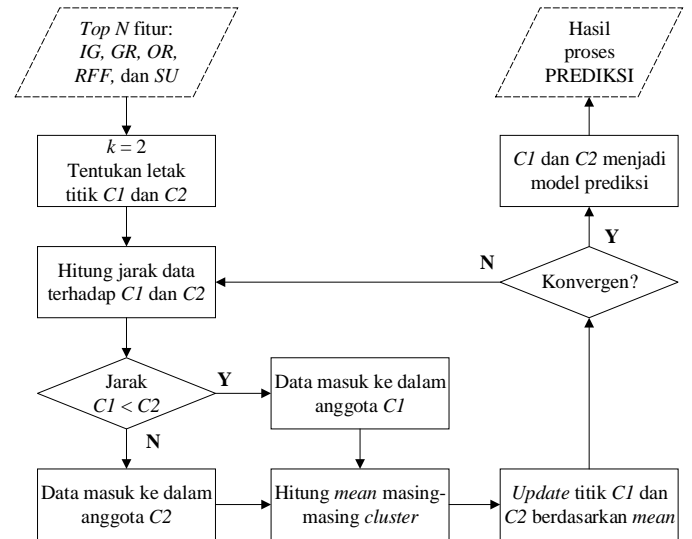 Top N fitur:
IG, GR, OR,
RFF, dan SU
k = 2
Tentukan letak
titik C1 dan C2
Hitung jarak data
terhadap C1 dan C2
Jarak
C1 < C2
Y
N
Data masuk ke dalam
anggota C1
Data masuk ke dalam
anggota C2
Hitung mean masing-
masing cluster
Update titik C1 dan
C2 berdasarkan mean
Konvergen?
N
Y
C1 dan C2 menjadi
model prediksi
Hasil
proses
PREDIKSI